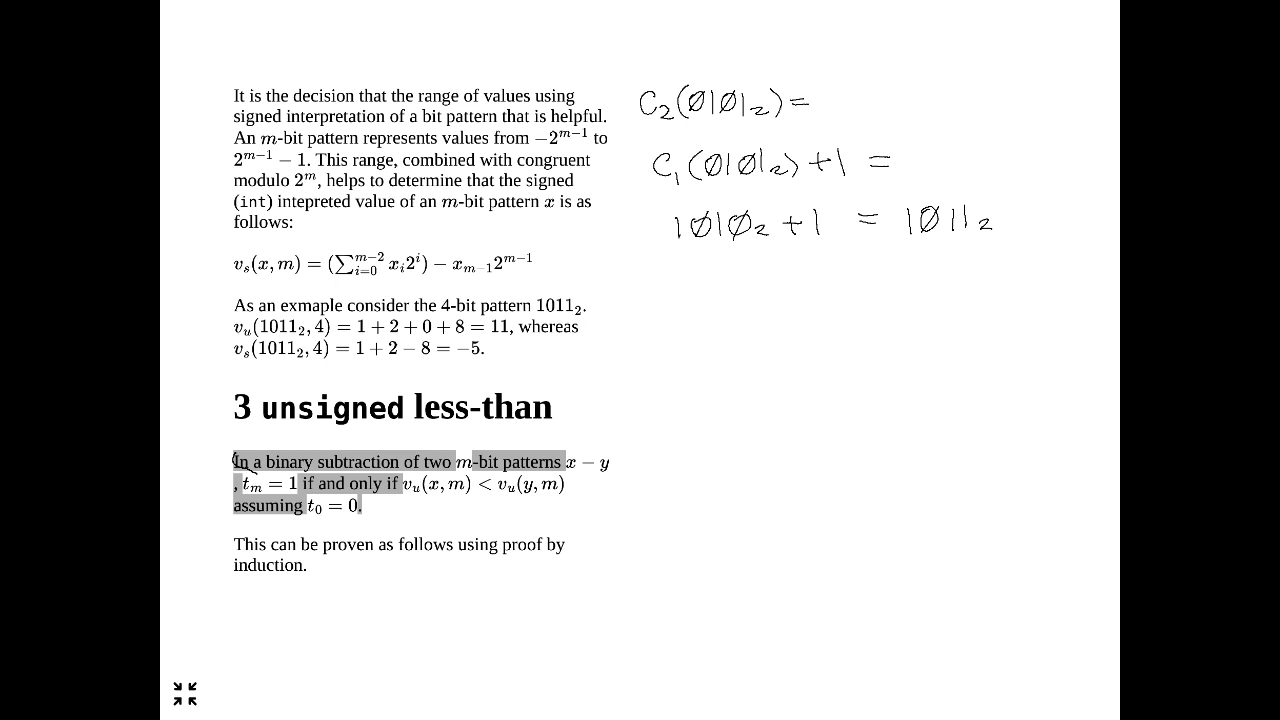 It is the decision that the range of values using
signed interpretation of a bit pattern that is helpful.
An m-bit pattern represents values from −2^{m−1} to
2^{m−1} − 1. This range, combined with congruent
modulo 2^m, helps to determine that the signed
(int) intepreted value of an m-bit pattern x is as
follows:
v_s(x, m) = (∑_{i=0}^{m−2} x_i 2^i) − x_{m−1} 2^{m−1}
As an exmaple consider the 4-bit pattern 1011_2.
v_u(1011_2, 4) = 1 + 2 + 0 + 8 = 11, whereas
v_s(1011_2, 4) = 1 + 2 − 8 = −5.
3 unsigned less-than
In a binary subtraction of two m-bit patterns x − y
, t_m = 1 if and only if v_u(x, m) < v_u(y, m)
assuming t_0 = 0.
This can be proven as follows using proof by
induction.
C_2(0101_2) =
C_1(0101_2) + 1 =
1010_2 + 1 = 1011_2